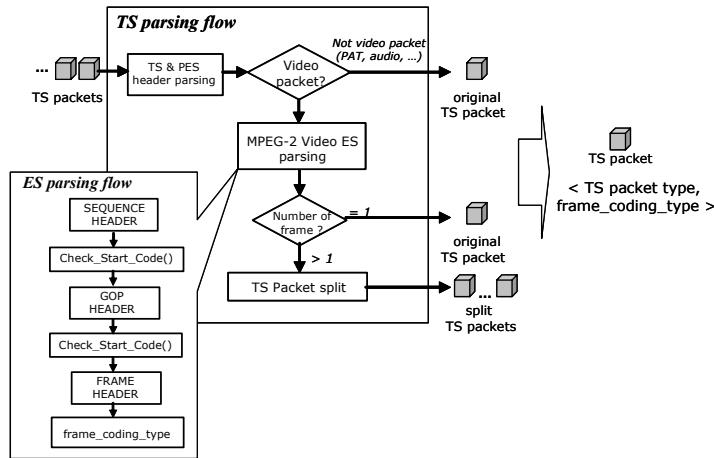 TS parsing flow
...
TS packets
TS & PES
header parsing
Video
packet?
Not video packet
(PAT, audio, ...)
original
TS packet
MPEG-2 Video ES
parsing
TS packet
< TS packet type,
frame_coding_type >
Number of
frame ?
= 1
original
TS packet
> 1
TS Packet split
...
split
TS packets
ES parsing flow
SEQUENCE
HEADER
Check_Start_Code()
GOP
HEADER
Check_Start_Code()
FRAME
HEADER
frame_coding_type